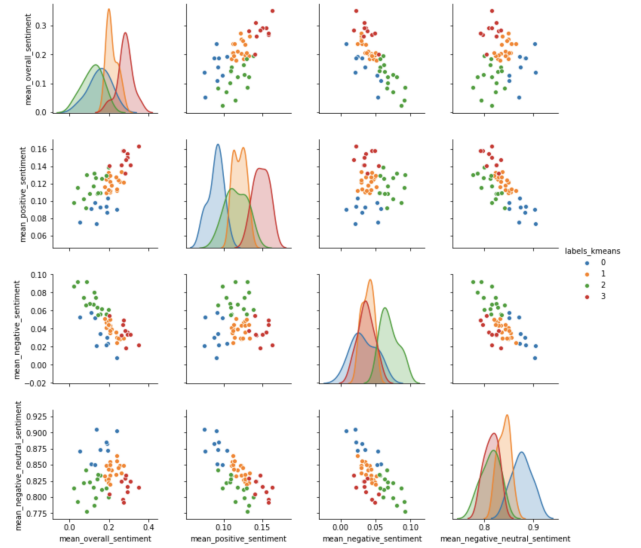 mean_overall_sentiment
0.3
0.2
0.1
0.0
mean_positive_sentiment
0.16
0.14
0.12
0.10
0.08
0.06
labels_kmeans
0
1
2
3
mean_negative_sentiment
0.10
0.08
0.06
0.04
0.02
0.00
−0.02
mean_negative_neutral_sentiment
0.925
0.900
0.875
0.850
0.825
0.800
0.775
0.0 0.2 0.4
0.10 0.15
0.00 0.05 0.10
0.8 0.9
mean_overall_sentiment
mean_positive_sentiment
mean_negative_sentiment
mean_negative_neutral_sentiment